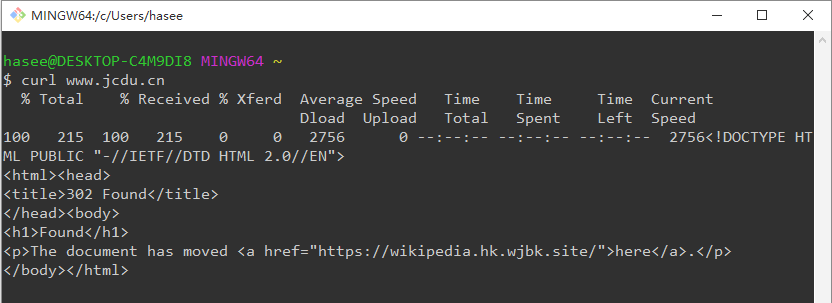 MINGW64:/c/Users/hasee
hasee@DESKTOP-C4M9DI8 MINGW64 ~
$ curl www.jcdu.cn
  % Total    % Received % Xferd  Average Speed   Time    Time     Time  Current
                                 Dload  Upload   Total   Spent    Left  Speed
100   215  100   215    0     0   2756      0 --:--:-- --:--:-- --:--:--  2756<!DOCTYPE HT
ML PUBLIC "-//IETF//DTD HTML 2.0//EN">
<html><head>
<title>302 Found</title>
</head><body>
<h1>Found</h1>
<p>The document has moved <a href="https://wikipedia.hk.wjbk.site/">here</a>.</p>
</body></html>